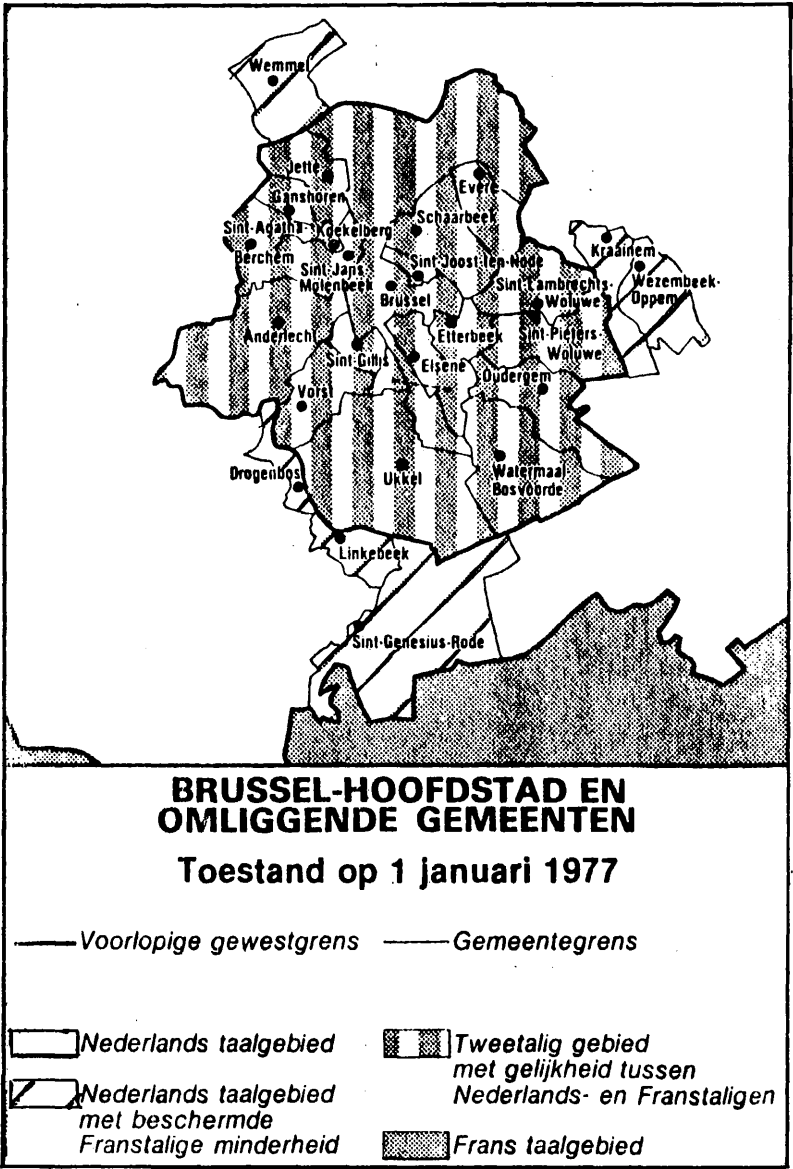 Wemmel
Jette
Ganshoren
Evere
Sint-Agatha-
Berchem
Koekelberg
Schaarbeek
Sint-Jans
Molenbeek
Sint-Joost-ten-Node
Brussel
Kraainem
Wezembeek-
Oppem
Sint-Lambrechts-
Woluwe
Sint-Pieters-
Woluwe
Anderlech
Sint-Gillis
Etterbeek
Elsene
Oudergem
Vorst
Drogenbos
Ukkel
Watermaal
Bosvoorde
Linkebeek
Sint-Genesius-Rode
BRUSSEL-HOOFDSTAD EN
OMLIGGENDE GEMEENTEN
Toestand op 1 januari 1977
Voorlopige gewestgrens
Gemeentegrens
Nederlands taalgebied
Nederlands taalgebied
met beschermde
Franstalige minderheid
Tweetalig gebied
met gelijkheid tussen
Nederlands- en Franstaligen
Frans taalgebied